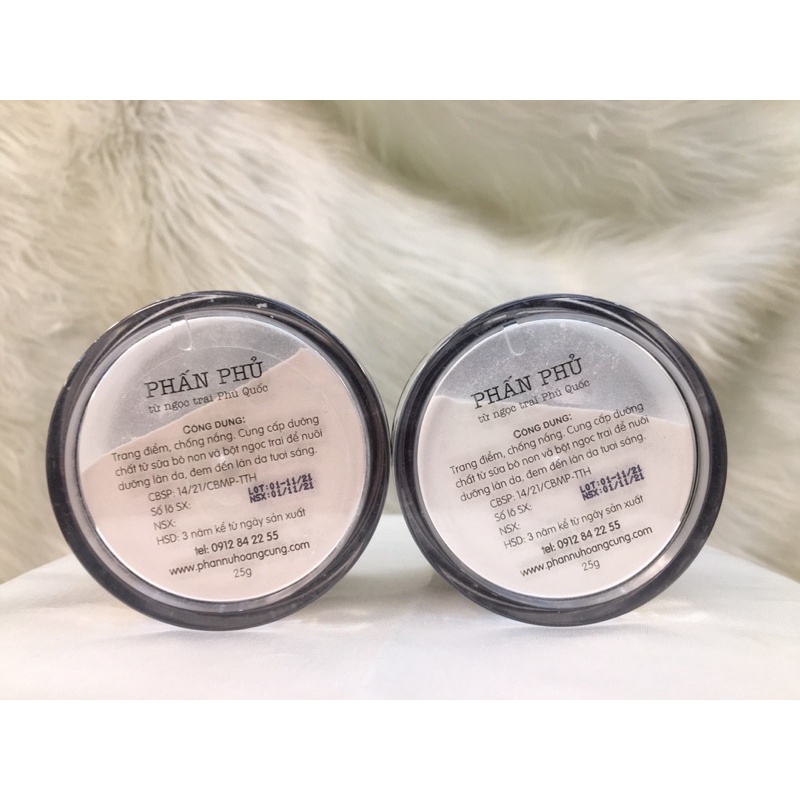 PHẤN PHỦ
từ ngọc trai Phú Quốc
CÔNG DỤNG:
Trang điểm, chống nắng. Cung cấp dưỡng
chất từ sữa bò non và bột ngọc trai để nuôi
dưỡng làn da, đem đến làn da tươi sáng.
CBSP: 14/21/CBMP-TTH
Số lô SX:
LOT:01-11/21
NSX:01/11/21
NSX:
HSD: 3 năm kể từ ngày sản xuất
tel: 0912 84 22 55
www.phannuhoangcung.com
25g
PHẤN PHỦ
từ ngọc trai Phú Quốc
CÔNG DỤNG:
Trang điểm, chống nắng. Cung cấp dưỡng
chất từ sữa bò non và bột ngọc trai để nuôi
dưỡng làn da, đem đến làn da tươi sáng.
CBSP: 14/21/CBMP-TTH
Số lô SX:
LOT:01-11/21
NSX:01/11/21
NSX:
HSD: 3 năm kể từ ngày sản xuất
tel: 0912 84 22 55
www.phannuhoangcung.com
25g